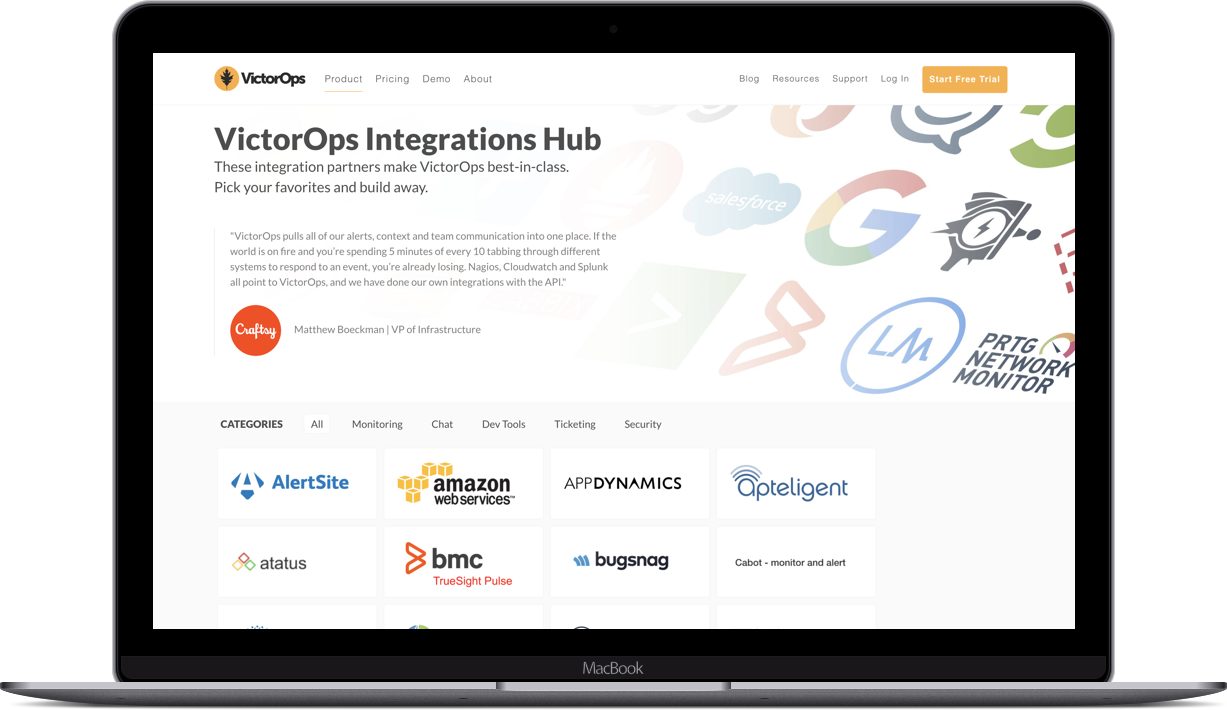 VictorOps Product Pricing Demo About Blog Resources Support Log In Start Free Trial
VictorOps Integrations Hub
These integration partners make VictorOps best-in-class.
Pick your favorites and build away.
salesforce
"VictorOps pulls all of our alerts, context and team communication into one place. If the
world is on fire and you're spending 5 minutes of every 10 tabbing through different
systems to respond to an event, you're already losing. Nagios, Cloudwatch and Splunk
all point to VictorOps, and we have done our own integrations with the API."
Craftsy
Matthew Boeckman | VP of Infrastructure
LM
PRTG
NETWORK
MONITOR
CATEGORIES All Monitoring Chat Dev Tools Ticketing Security
AlertSite
amazon
web services™
APPDYNAMICS
apteligent
atatus
bmc
TrueSight Pulse
bugsnag
Cabot - monitor and alert
MacBook